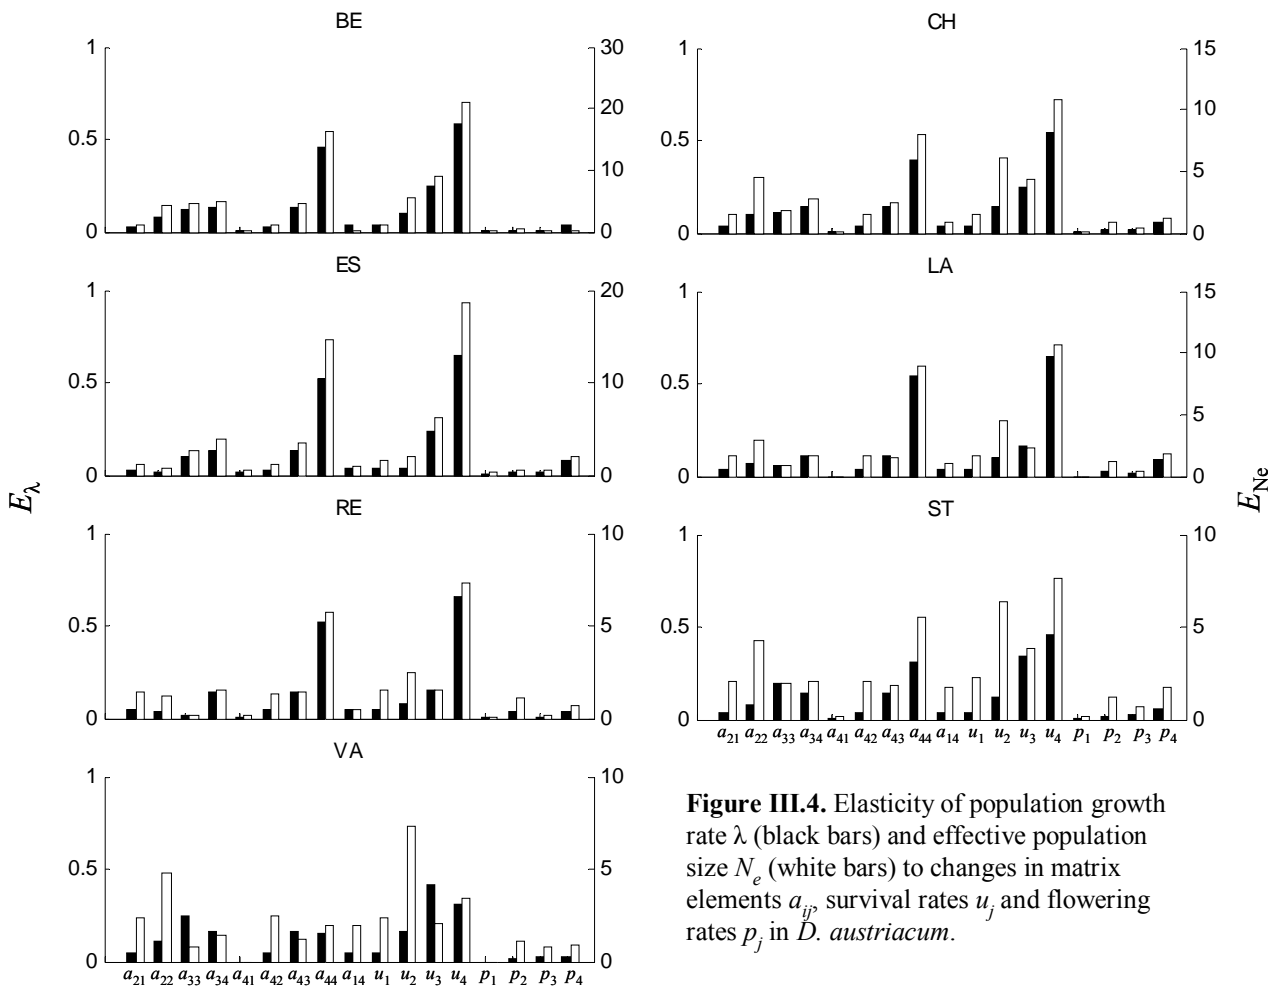 BE
1
0.5
0
30
20
10
0
CH
1
0.5
0
15
10
5
0
ES
1
0.5
0
20
10
0
LA
1
0.5
0
15
10
5
0
E_λ
E_Ne
RE
1
0.5
0
10
5
0
ST
1
0.5
0
10
5
0
a21 a22 a33 a34 a41 a42 a43 a44 a14 u1 u2 u3 u4 p1 p2 p3 p4
VA
1
0.5
0
10
5
0
a21 a22 a33 a34 a41 a42 a43 a44 a14 u1 u2 u3 u4 p1 p2 p3 p4
Figure III.4. Elasticity of population growth
rate λ (black bars) and effective population
size N_e (white bars) to changes in matrix
elements a_ij, survival rates u_j and flowering
rates p_j in D. austriacum.